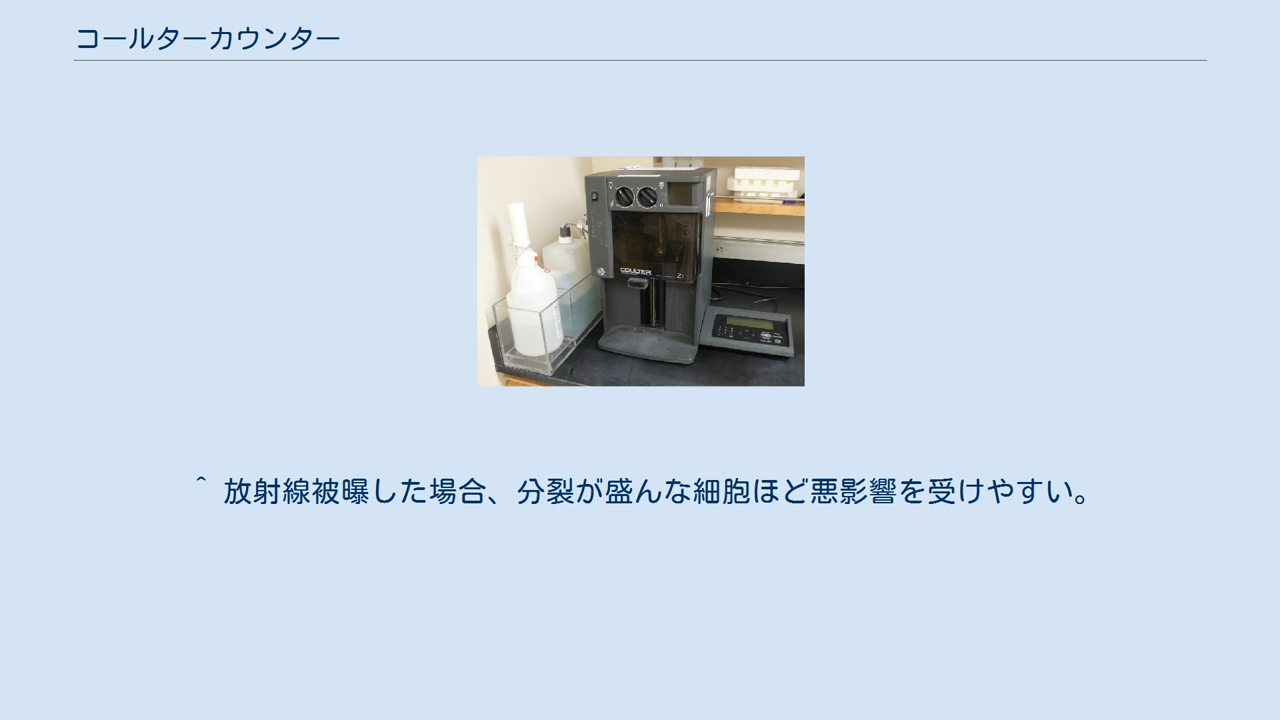 コールターカウンター
COULTER
^ 放射線被曝した場合、分裂が盛んな細胞ほど悪影響を受けやすい。